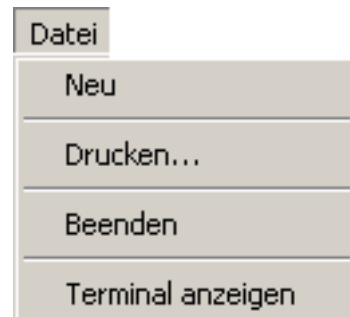 Datei
Neu
Drucken...
Beenden
Terminal anzeigen